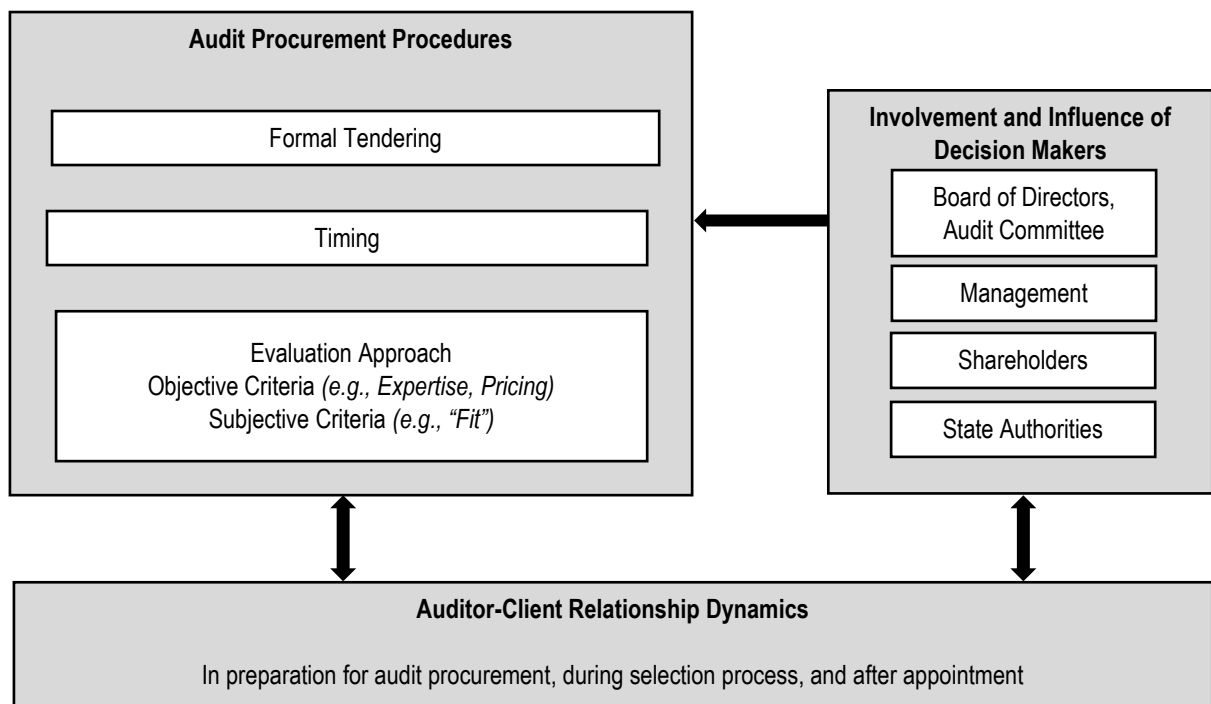 Audit Procurement Procedures
Formal Tendering
Timing
Evaluation Approach
Objective Criteria (e.g., Expertise, Pricing)
Subjective Criteria (e.g., “Fit”)
Involvement and Influence of
Decision Makers
Board of Directors,
Audit Committee
Management
Shareholders
State Authorities
Auditor-Client Relationship Dynamics
In preparation for audit procurement, during selection process, and after appointment